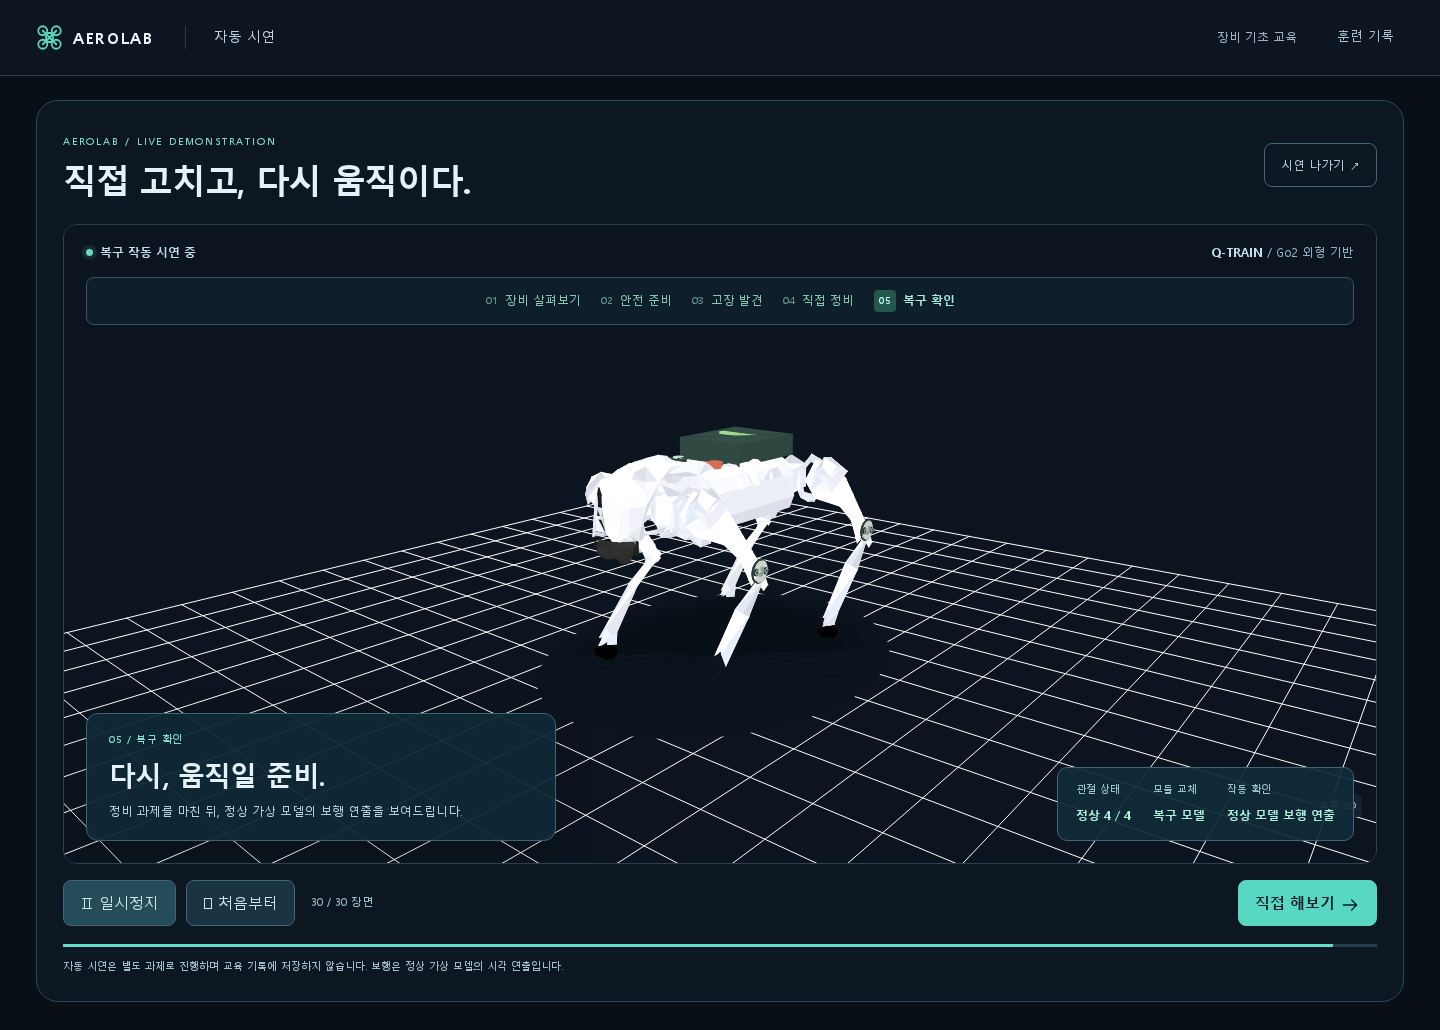 AEROLAB
자동 시연
장비 기초 교육
훈련 기록
AEROLAB / LIVE DEMONSTRATION
직접 고치고, 다시 움직이다.
시연 나가기 ↗
복구 작동 시연 중
Q-TRAIN / Go2 외형 기반
01 장비 살펴보기 02 안전 준비 03 고장 발견 04 직접 정비 05 복구 확인
05 / 복구 확인
다시, 움직일 준비.
정비 과제를 마친 뒤, 정상 가상 모델의 보행 연출을 보여드립니다.
관절 상태 모듈 교체 작동 확인
정상 4 / 4 복구 모델 정상 모델 보행 연출
일시정지
처음부터
30 / 30 장면
직접 해보기 →
자동 시연은 별도 과제로 진행하며 교육 기록에 저장하지 않습니다. 보행은 정상 가상 모델의 시각 연출입니다.